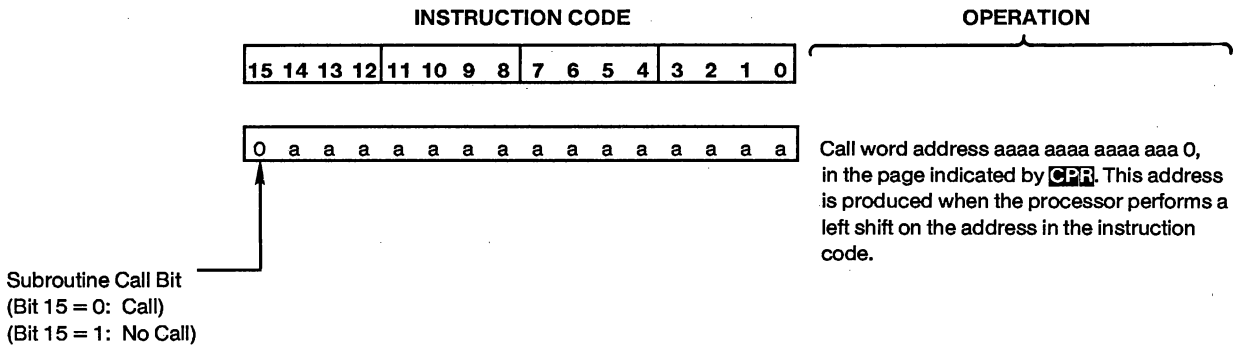 INSTRUCTION CODE
OPERATION
15 14 13 12 11 10 9 8 7 6 5 4 3 2 1 0
0 a a a a a a a a a a a a a a a
Call word address aaaa aaaa aaaa aaa 0,
in the page indicated by CPR. This address
is produced when the processor performs a
left shift on the address in the instruction
code.
Subroutine Call Bit
(Bit 15 = 0: Call)
(Bit 15 = 1: No Call)